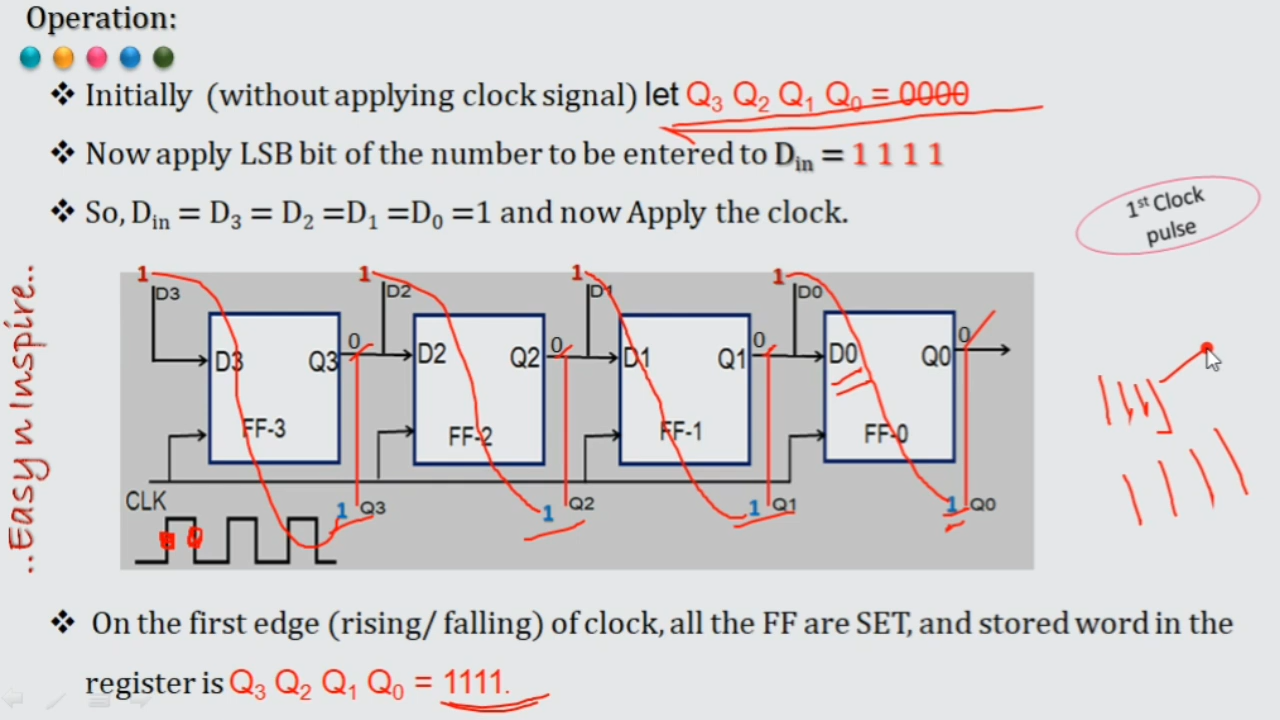 Operation:
❖ Initially (without applying clock signal) let Q₃ Q₂ Q₁ Q₀ = 0000
❖ Now apply LSB bit of the number to be entered to Dᵢₙ = 1 1 1 1
❖ So, Dᵢₙ = D₃ = D₂ =D₁ =D₀ =1 and now Apply the clock.
1st Clock
pulse
1 1 1 1
D3 D2 D1 D0
0 0 0 0
D3 Q3 D2 Q2 D1 Q1 D0 Q0
FF-3 FF-2 FF-1 FF-0
CLK
1 Q3 1 Q2 1 Q1 1 Q0
..Easy n Inspire..
❖ On the first edge (rising/ falling) of clock, all the FF are SET, and stored word in the
register is Q₃ Q₂ Q₁ Q₀ = 1111.